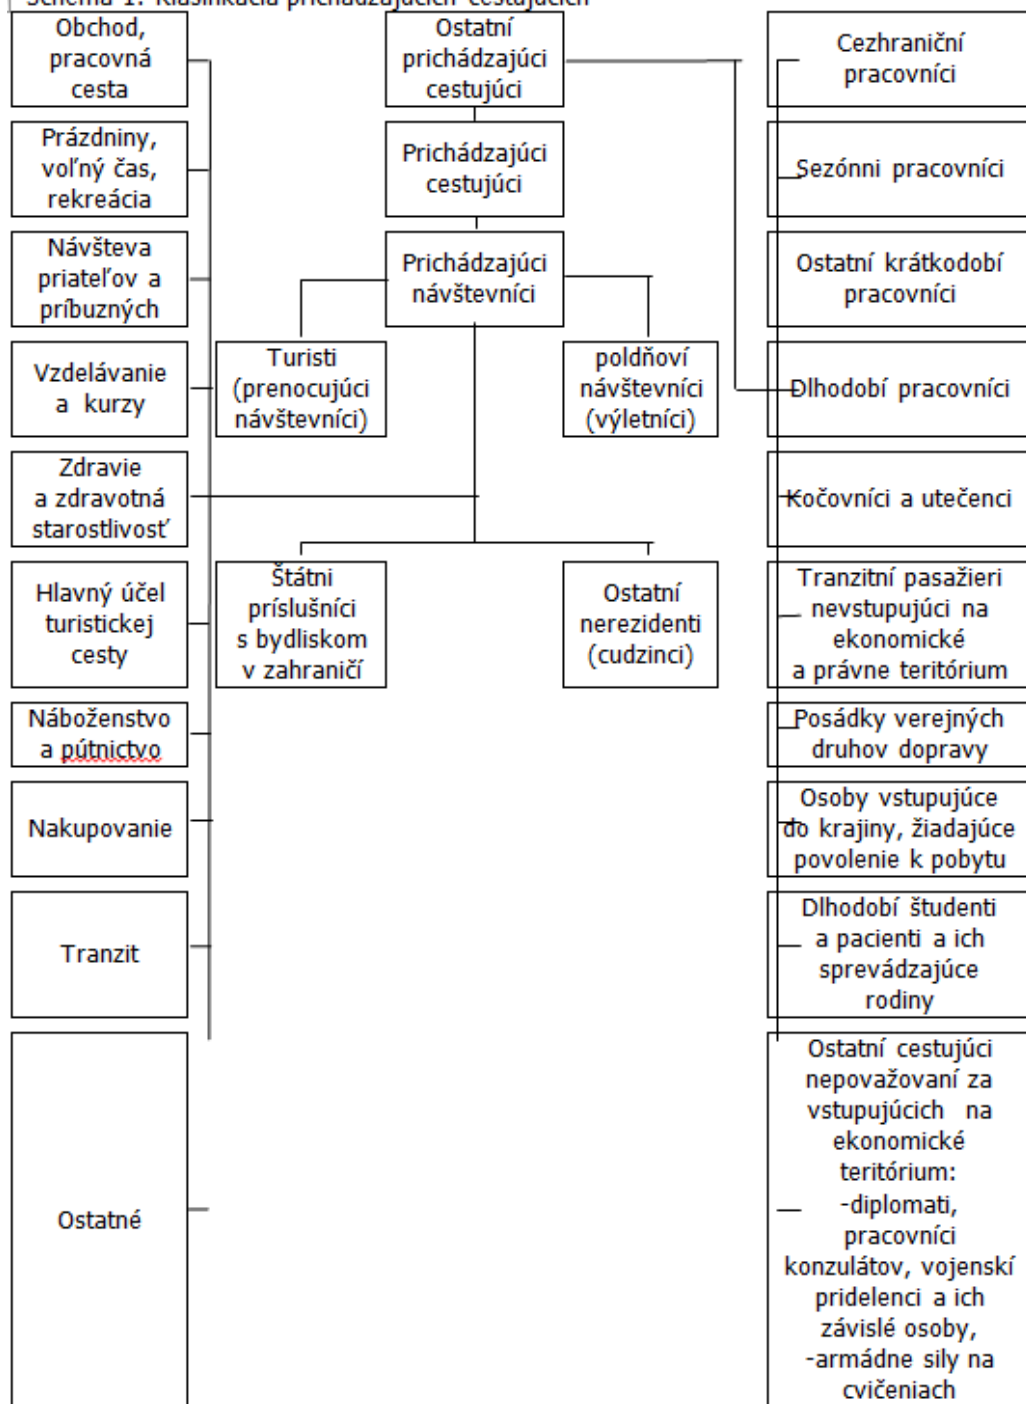 Schéma 1: Klasifikácia prichádzajúcich cestujúcich
Obchod,
pracovná
cesta
Ostatní
prichádzajúci
cestujúci
Cezhraniční
pracovníci
Prázdniny,
voľný čas,
rekreácia
Prichádzajúci
cestujúci
Sezónni pracovníci
Návšteva
priateľov a
príbuzných
Prichádzajúci
návštevníci
Ostatní krátkodobí
pracovníci
Vzdelávanie
a kurzy
Turisti
(prenocujúci
návštevníci)
poldňoví
návštevníci
(výletníci)
Dlhodobí pracovníci
Zdravie
a zdravotná
starostlivosť
Kočovníci a utečenci
Hlavný účel
turistickej
cesty
Štátni
príslušníci
s bydliskom
v zahraničí
Ostatní
nerezidenti
(cudzinci)
Tranzitní pasažieri
nevstupujúci na
ekonomické
a právne teritórium
Náboženstvo
a pútnictvo
Posádky verejných
druhov dopravy
Nakupovanie
Osoby vstupujúce
do krajiny, žiadajúce
povolenie k pobytu
Tranzit
Dlhodobí študenti
a pacienti a ich
sprevádzajúce
rodiny
Ostatné
Ostatní cestujúci
nepovažovaní za
vstupujúcich na
ekonomické
teritórium:
-diplomati,
pracovníci
konzulátov, vojenskí
pridelenci a ich
závislé osoby,
-armádne sily na
cvičeniach